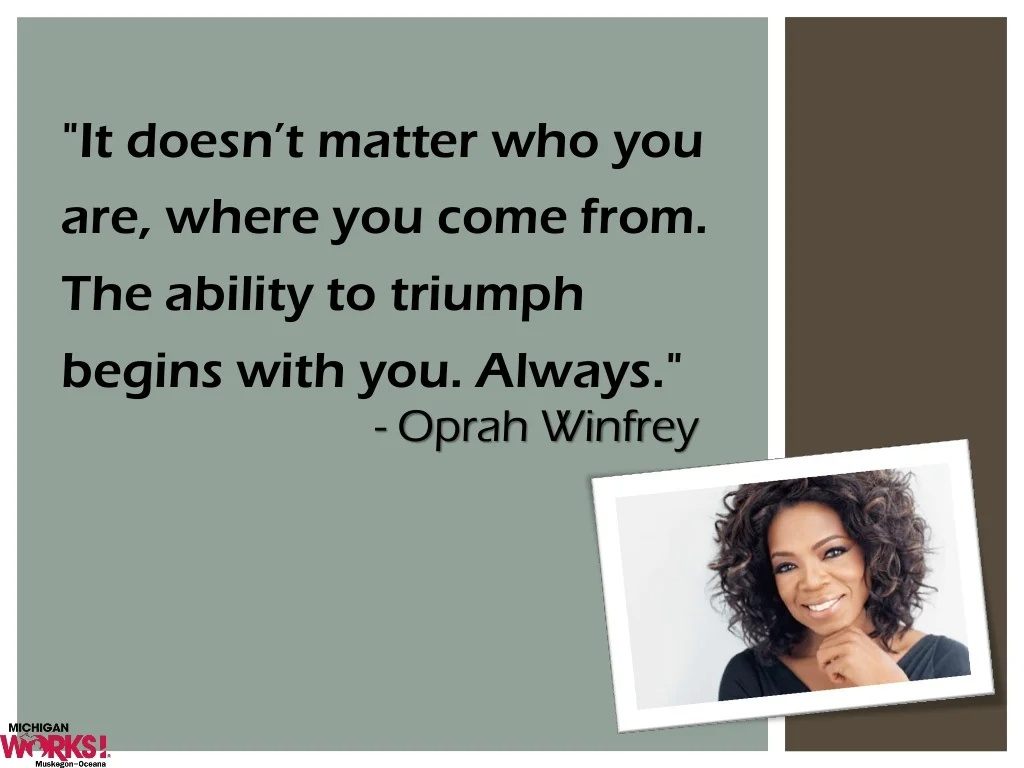 "It doesn’t matter who you
are, where you come from.
The ability to triumph
begins with you. Always."
- Oprah Winfrey
MICHIGAN
WORKS!
Muskegon-Oceana